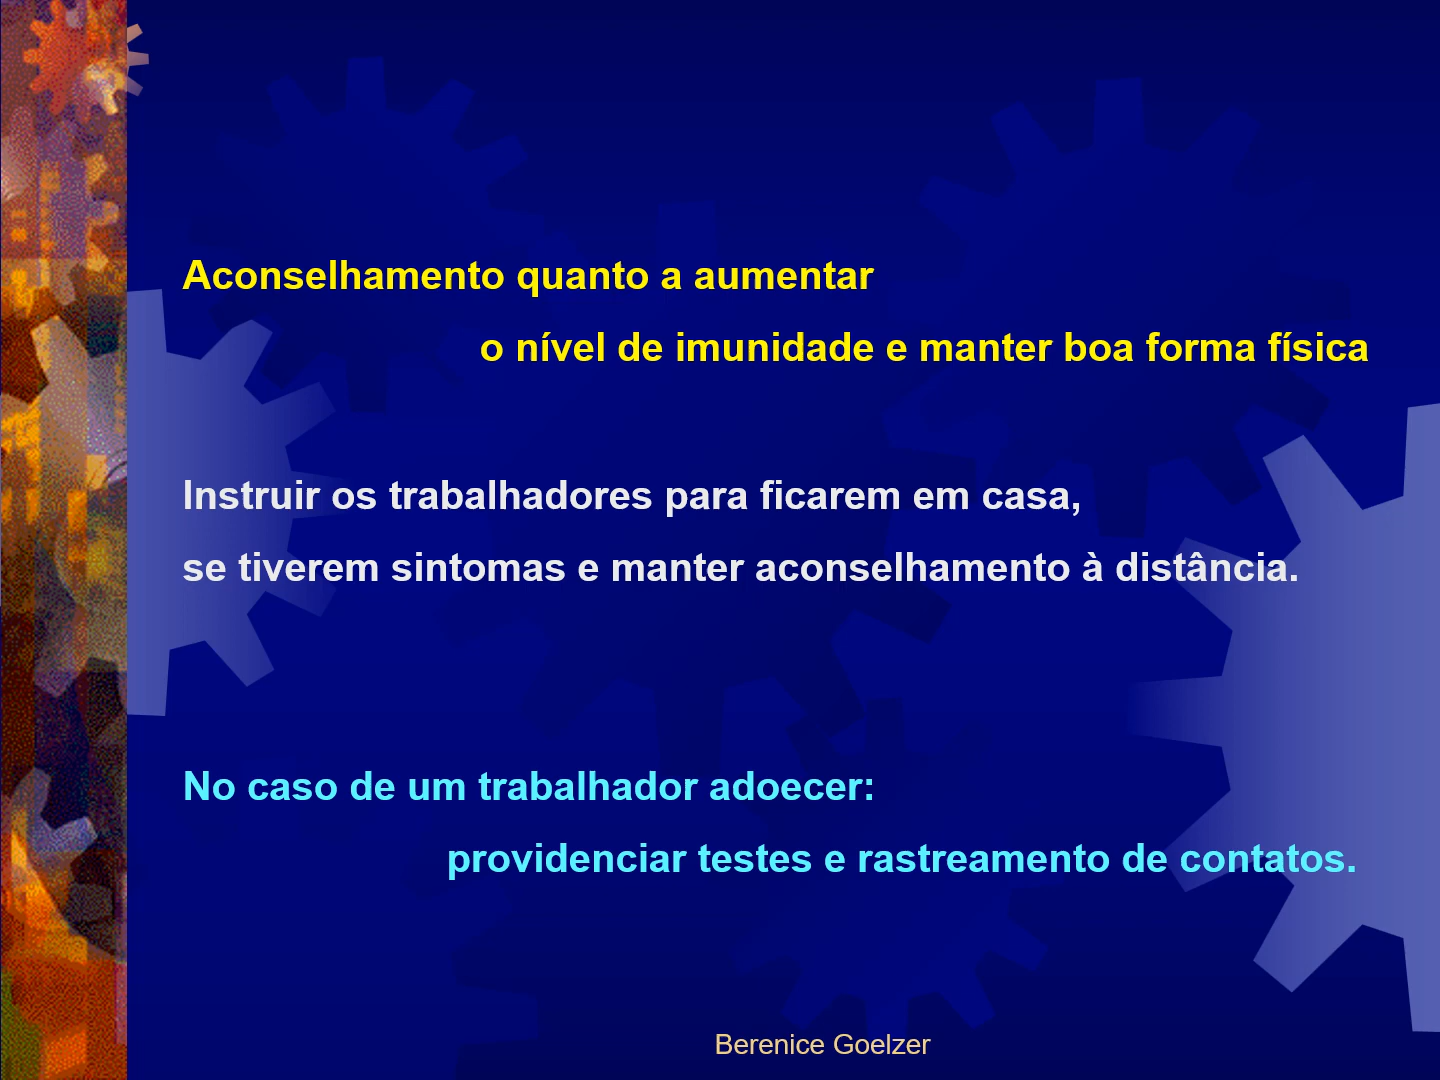 Aconselhamento quanto a aumentar
o nível de imunidade e manter boa forma física
Instruir os trabalhadores para ficarem em casa,
se tiverem sintomas e manter aconselhamento à distância.
No caso de um trabalhador adoecer:
providenciar testes e rastreamento de contatos.
Berenice Goelzer